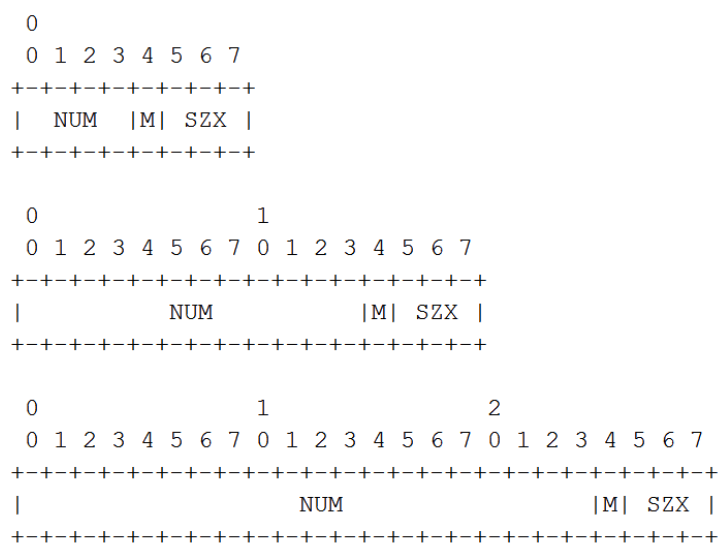 0
0 1 2 3 4 5 6 7
+-+-+-+-+-+-+-+-+
|  NUM  |M| SZX |
+-+-+-+-+-+-+-+-+
0               1
0 1 2 3 4 5 6 7 0 1 2 3 4 5 6 7
+-+-+-+-+-+-+-+-+-+-+-+-+-+-+-+-+
|          NUM          |M| SZX |
+-+-+-+-+-+-+-+-+-+-+-+-+-+-+-+-+
0               1               2
0 1 2 3 4 5 6 7 0 1 2 3 4 5 6 7 0 1 2 3 4 5 6 7
+-+-+-+-+-+-+-+-+-+-+-+-+-+-+-+-+-+-+-+-+-+-+-+-+
|                   NUM                 |M| SZX |
+-+-+-+-+-+-+-+-+-+-+-+-+-+-+-+-+-+-+-+-+-+-+-+-+